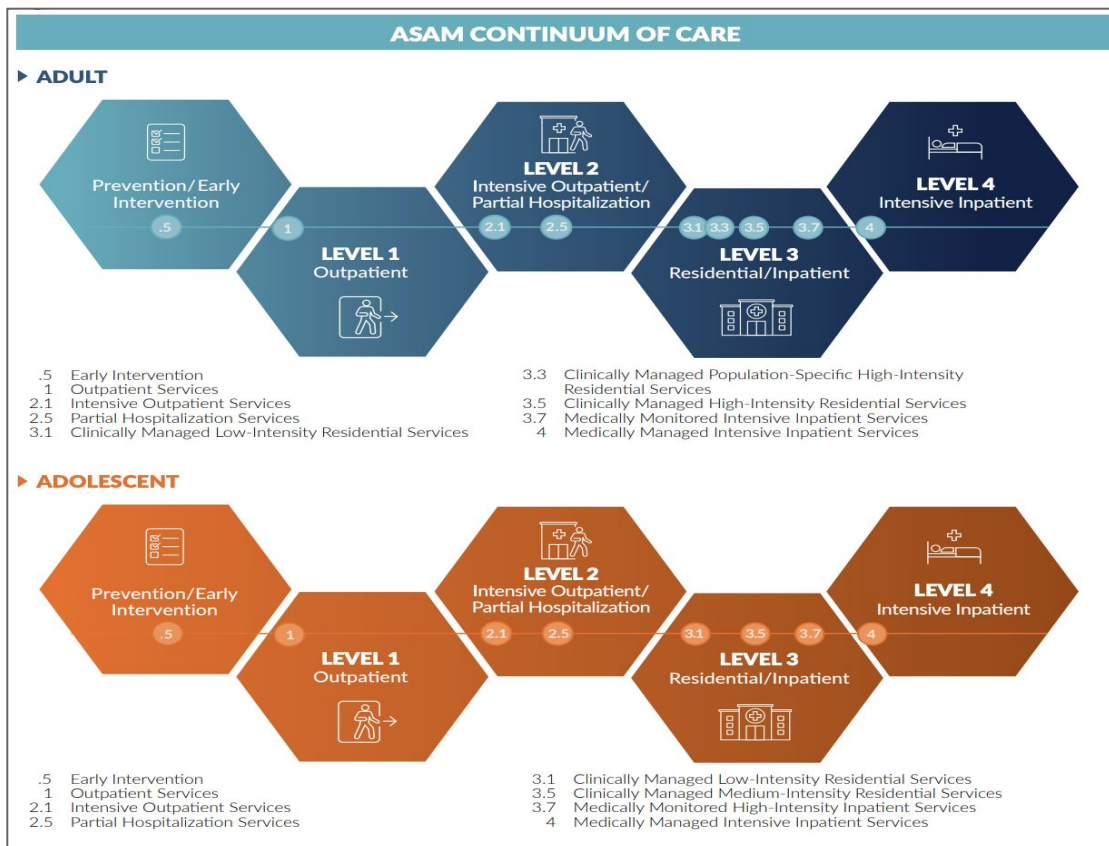 ASAM CONTINUUM OF CARE
ADULT
Prevention/Early
Intervention
.5
1
LEVEL 1
Outpatient
LEVEL 2
Intensive Outpatient/
Partial Hospitalization
2.1
2.5
3.1
3.3
3.5
3.7
LEVEL 3
Residential/Inpatient
LEVEL 4
Intensive Inpatient
4
.5 Early Intervention
1 Outpatient Services
2.1 Intensive Outpatient Services
2.5 Partial Hospitalization Services
3.1 Clinically Managed Low-Intensity Residential Services
3.3 Clinically Managed Population-Specific High-Intensity
Residential Services
3.5 Clinically Managed High-Intensity Residential Services
3.7 Medically Monitored Intensive Inpatient Services
4 Medically Managed Intensive Inpatient Services
ADOLESCENT
Prevention/Early
Intervention
.5
1
LEVEL 1
Outpatient
LEVEL 2
Intensive Outpatient/
Partial Hospitalization
2.1
2.5
3.1
3.5
3.7
LEVEL 3
Residential/Inpatient
LEVEL 4
Intensive Inpatient
4
.5 Early Intervention
1 Outpatient Services
2.1 Intensive Outpatient Services
2.5 Partial Hospitalization Services
3.1 Clinically Managed Low-Intensity Residential Services
3.5 Clinically Managed Medium-Intensity Residential Services
3.7 Medically Monitored High-Intensity Inpatient Services
4 Medically Managed Intensive Inpatient Services